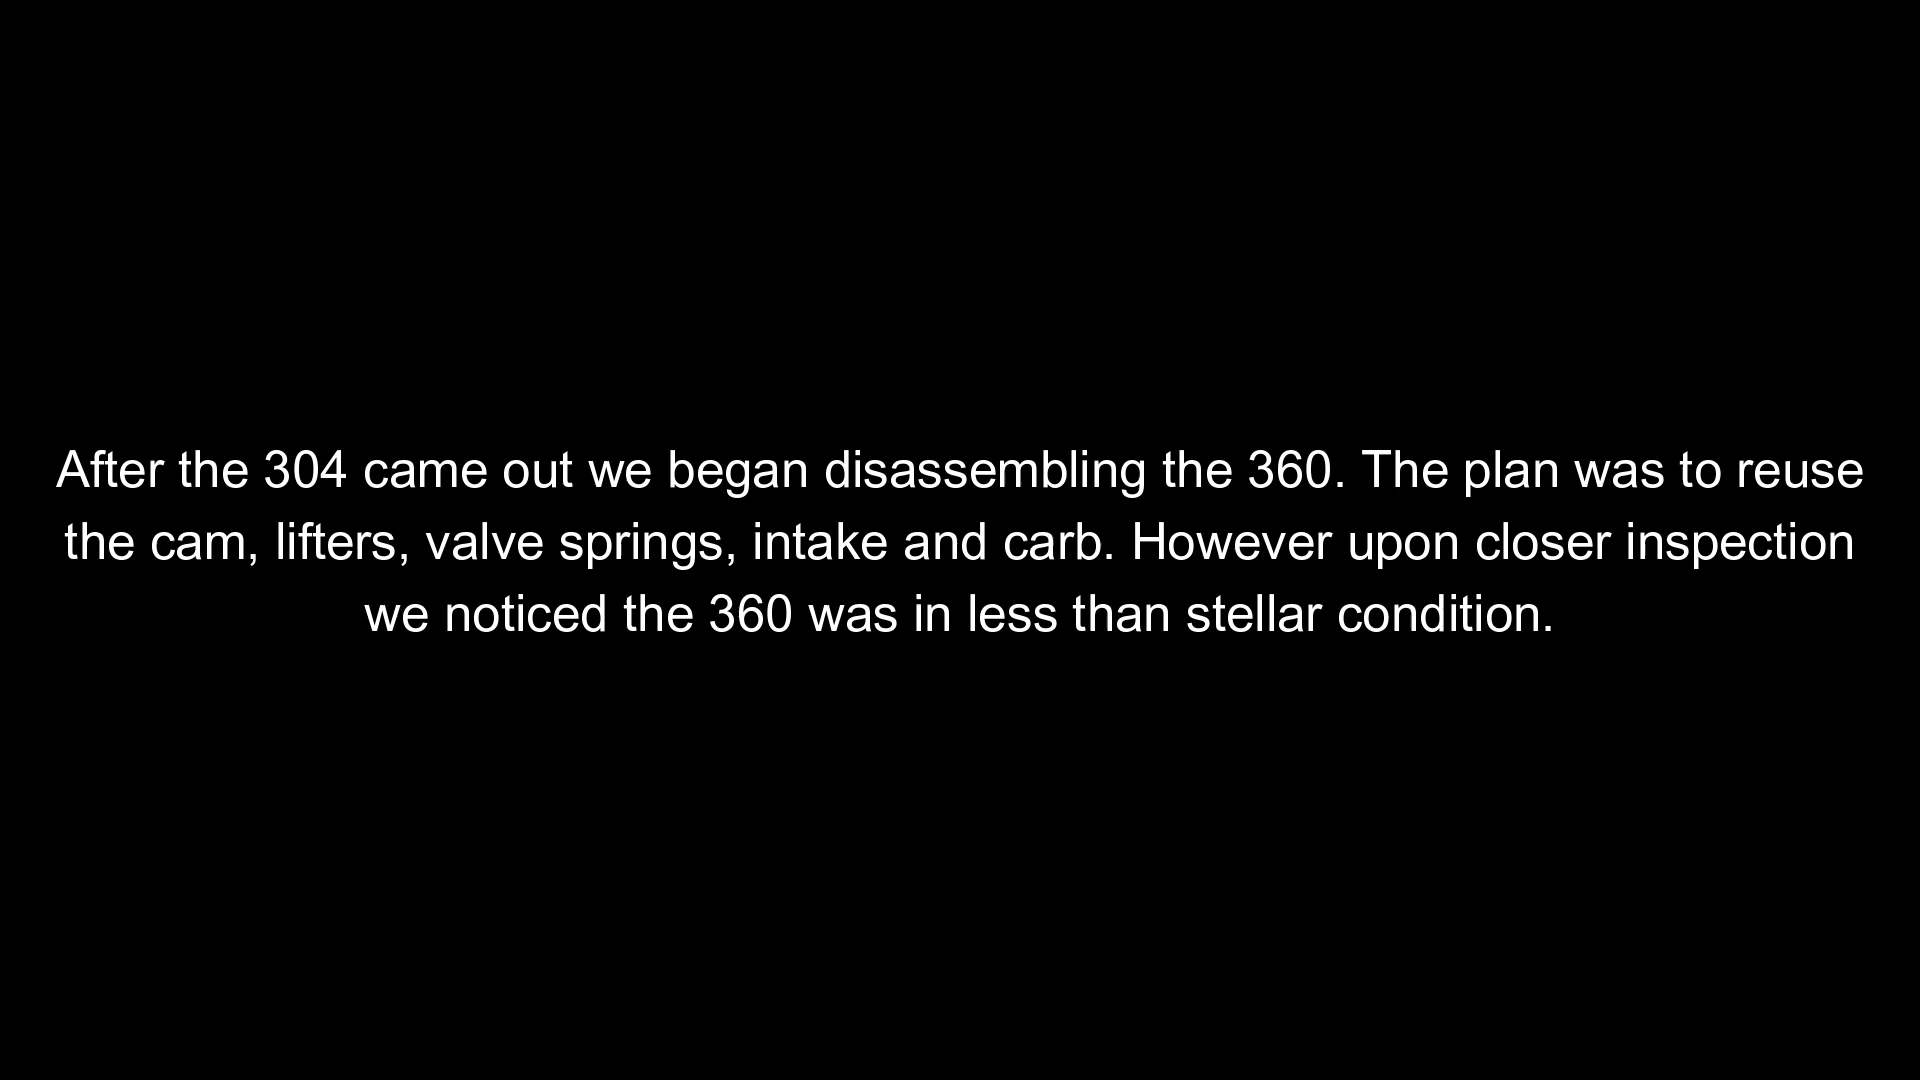 After the 304 came out we began disassembling the 360. The plan was to reuse
the cam, lifters, valve springs, intake and carb. However upon closer inspection
we noticed the 360 was in less than stellar condition.